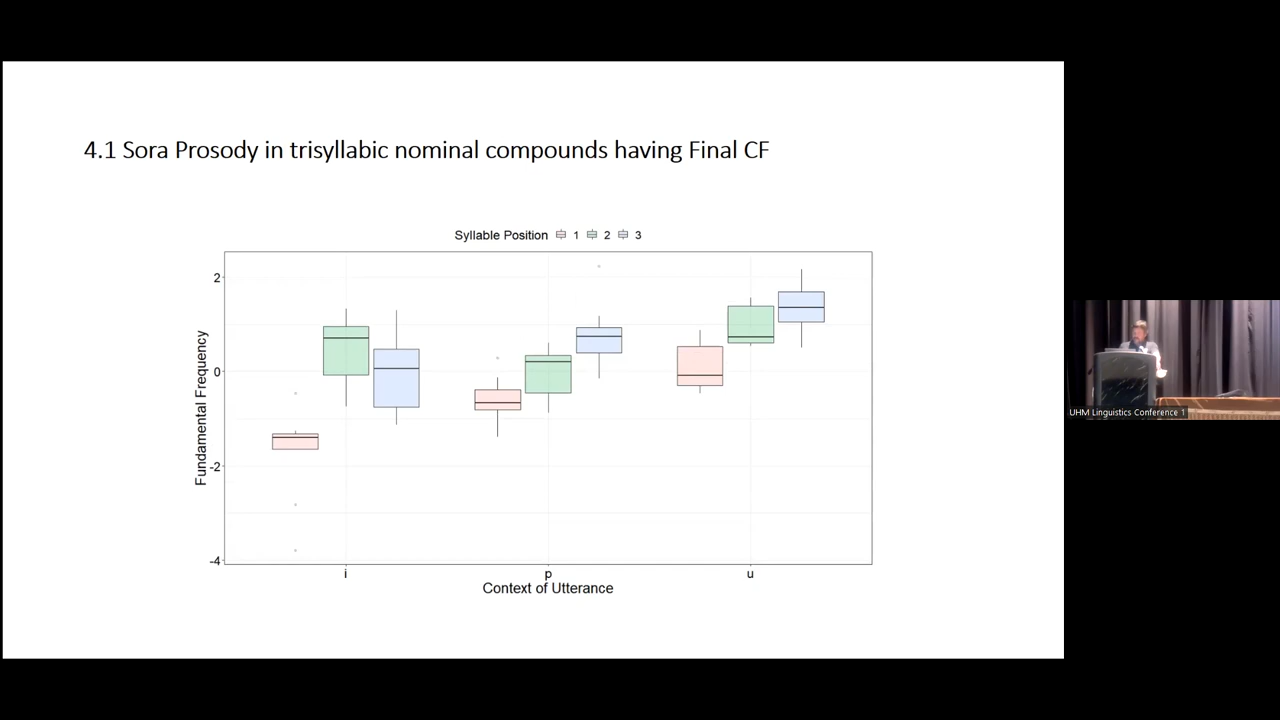 4.1 Sora Prosody in trisyllabic nominal compounds having Final CF
Syllable Position 1 2 3
2
0
-2
-4
Fundamental Frequency
i p u
Context of Utterance
UHM Linguistics Conference 1